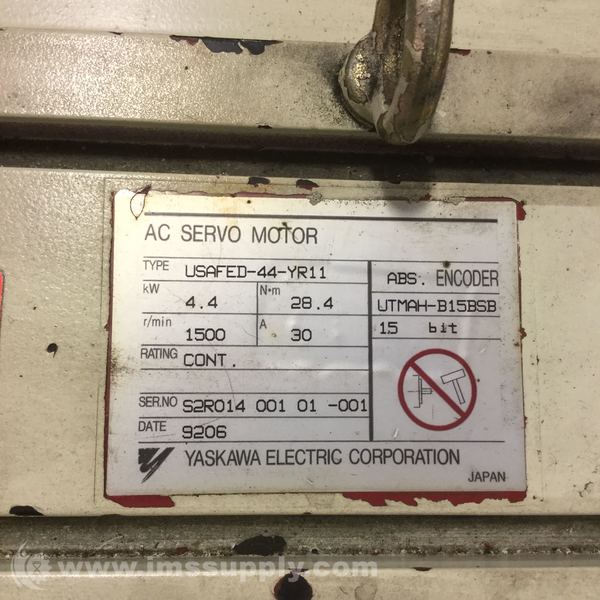 AC SERVO MOTOR
TYPE USAFED-44-YR11
kW 4.4 N•m 28.4
r/min 1500 A 30
RATING CONT.
SER.NO S2R014 001 01 -001
DATE 9206
ABS. ENCODER
UTMAH-B15BSB
15 bit
YASKAWA ELECTRIC CORPORATION
JAPAN
© www.imssupply.com